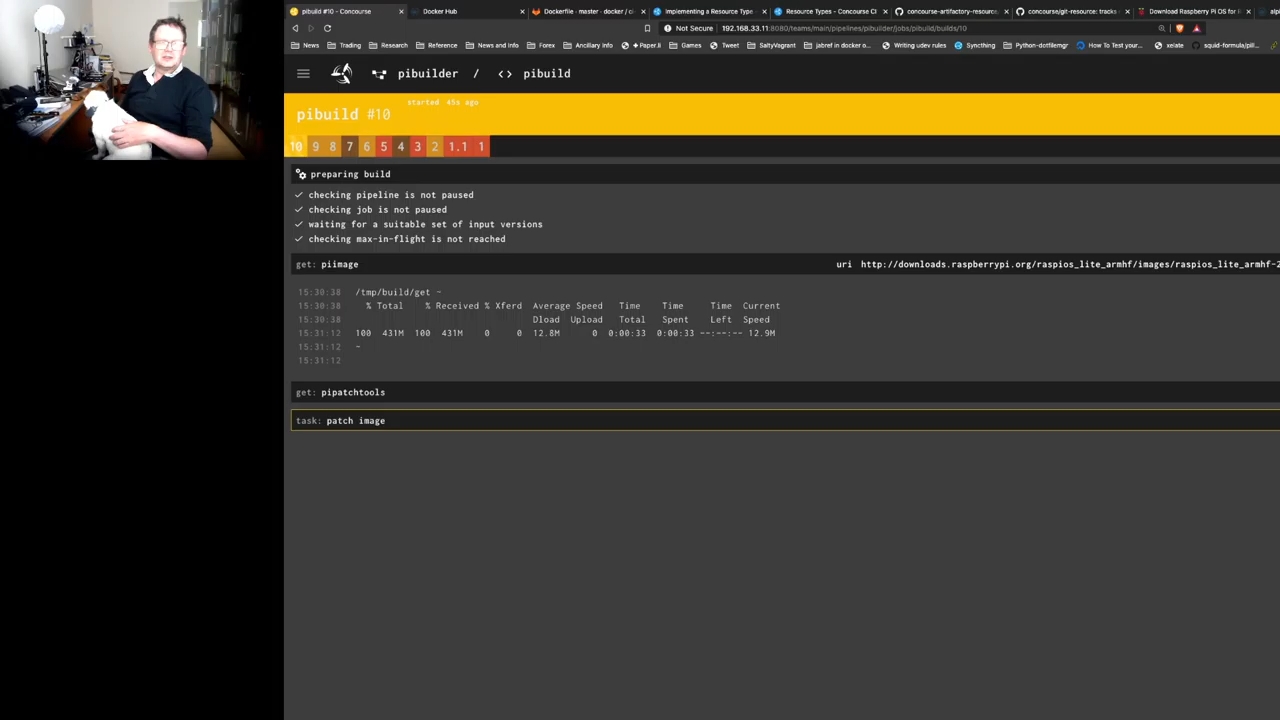 pibuild #10 - Concourse
Docker Hub
Dockerfile - master - docker / c
Implementing a Resource Type
Resource Types - Concourse CI
concourse-artifactory-resource
concourse/git-resource: tracks
Download Raspberry Pi OS for
Not Secure 192.168.33.11:8080/teams/main/pipelines/pibuilder/jobs/pibuild/builds/10
News Trading Research Reference News and info Forex Ancillary Info + Paper.li Games Tweet SaltyVagrant jabref in docker o... Writing udev rules Syncthing Python-dotfilemgr How To Test your... xelate squid-formula/pill...
pibuilder / pibuild
started 45s ago
pibuild #10
10 9 8 7 6 5 4 3 2 1.1 1
preparing build
checking pipeline is not paused
checking job is not paused
waiting for a suitable set of input versions
checking max-in-flight is not reached
get: piimage uri http://downloads.raspberrypi.org/raspios_lite_armhf/images/raspios_lite_armhf-2
15:30:38 /tmp/build/get ~
15:30:38 % Total % Received % Xferd Average Speed Time Time Time Current
15:30:38 Dload Upload Total Spent Left Speed
15:31:12 100 431M 100 431M 0 0 12.8M 0 0:00:33 0:00:33 --:--:-- 12.9M
15:31:12 ~
15:31:12
get: pipatchtools
task: patch image